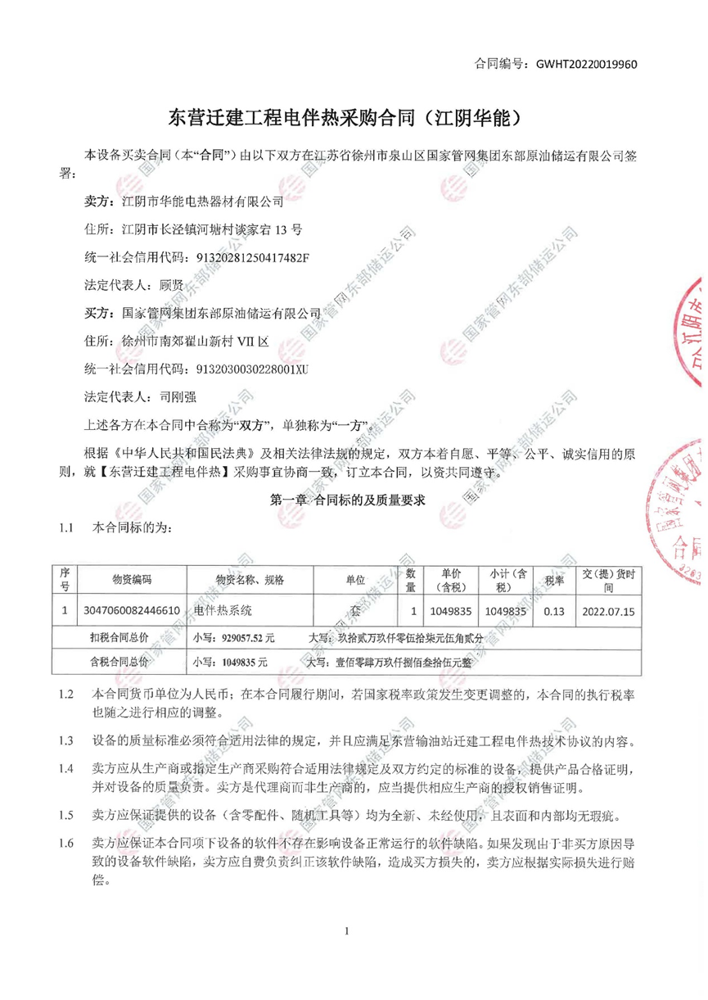 合同编号：GWHT20220019960
东营迁建工程电伴热采购合同（江阴华能）
本设备买卖合同（本“合同”）由以下双方在江苏省徐州市泉山区国家管网集团东部原油储运有限公司签
署：
卖方：江阴市华能电热器材有限公司
住所：江阴市长泾镇河塘村谈家宕 13 号
统一社会信用代码：91320281250417482F
法定代表人：顾贤
买方：国家管网集团东部原油储运有限公司
住所：徐州市南郊翟山新村 VII 区
统一社会信用代码：9132030030228001XU
法定代表人：司刚强
上述各方在本合同中合称为“双方”，单独称为“一方”。
根据《中华人民共和国民法典》及相关法律法规的规定，双方本着自愿、平等、公平、诚实信用的原
则，就【东营迁建工程电伴热】采购事宜协商一致，订立本合同，以资共同遵守。
第一章 合同标的及质量要求
1.1 本合同标的为：
序号 物资编码 物资名称、规格 单位 数量 单价（含税） 小计（含税） 税率 交（提）货时间
1 3047060082446610 电伴热系统 套 1 1049835 1049835 0.13 2022.07.15
扣税合同总价 小写：929057.52 元 大写：玖拾贰万玖仟零伍拾柒元伍角贰分
含税合同总价 小写：1049835 元 大写：壹佰零肆万玖仟捌佰叁拾伍元整
1.2 本合同货币单位为人民币；在本合同履行期间，若国家税率政策发生变更调整的，本合同的执行税率
也随之进行相应的调整。
1.3 设备的质量标准必须符合适用法律的规定，并且应满足东营输油站迁建工程电伴热技术协议的内容。
1.4 卖方应从生产商或指定生产商采购符合适用法律规定及双方约定的标准的设备，提供产品合格证明，
并对设备的质量负责。卖方是代理商而非生产商的，应当提供相应生产商的授权销售证明。
1.5 卖方应保证提供的设备（含零配件、随机工具等）均为全新、未经使用，且表面和内部均无瑕疵。
1.6 卖方应保证本合同项下设备的软件不存在影响设备正常运行的软件缺陷。如果发现由于非买方原因导
致的设备软件缺陷，卖方应自费负责纠正该软件缺陷，造成买方损失的，卖方应根据实际损失进行赔
偿。
1